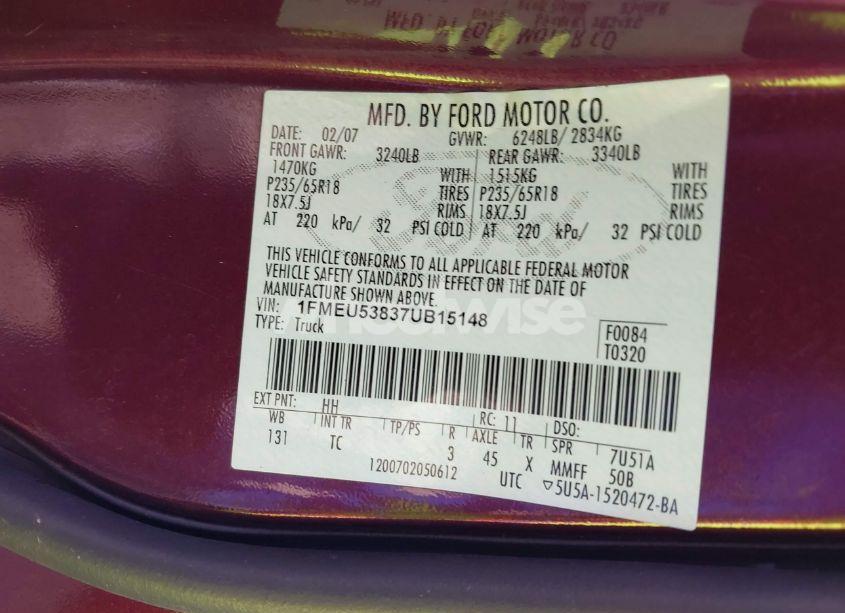 MFD. BY FORD MOTOR CO.
DATE: 02/07 GVWR: 6248LB/ 2834KG
FRONT GAWR: 3240LB REAR GAWR: 3340LB
1470KG WITH 1515KG WITH
P235/65R18 TIRES P235/65R18 TIRES
18X7.5J RIMS 18X7.5J RIMS
AT 220 kPa/ 32 PSI COLD AT 220 kPa/ 32 PSI COLD
THIS VEHICLE CONFORMS TO ALL APPLICABLE FEDERAL MOTOR
VEHICLE SAFETY STANDARDS IN EFFECT ON THE DATE OF
MANUFACTURE SHOWN ABOVE.
VIN: 1FMEU53837UB15148
TYPE: Truck
F0084
T0320
EXT PNT: HH RC: 11 DSO:
WB INT TR TP/PS R AXLE TR SPR 7U51A
131 TC 3 45 X MMFF 50B
1200702050612 UTC ▽5U5A-1520472-BA